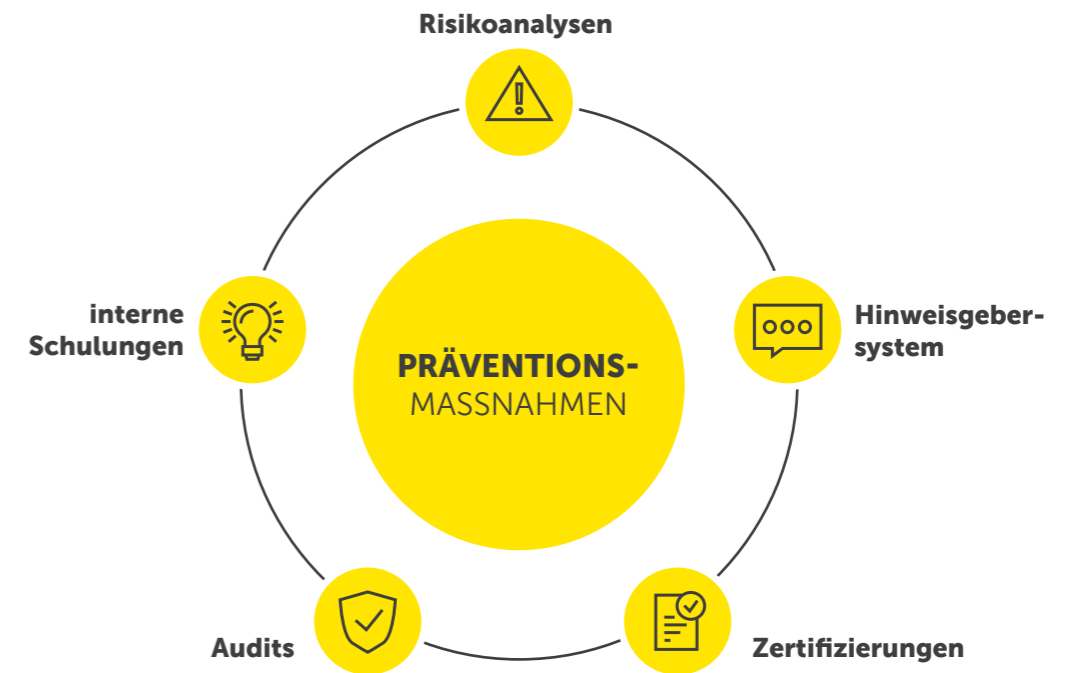 Risikoanalysen
interne
Schulungen
Hinweisgeber-
system
PRÄVENTIONS-
MASSNAHMEN
Audits
Zertifizierungen